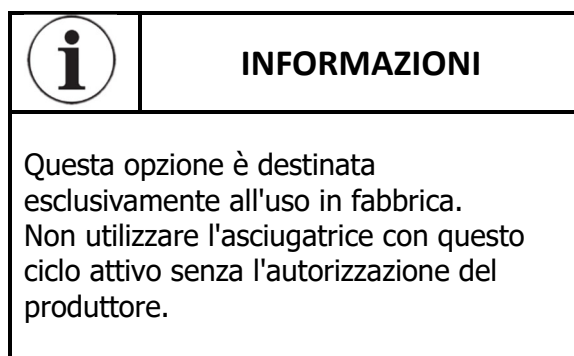 INFORMAZIONI
Questa opzione è destinata
esclusivamente all'uso in fabbrica.
Non utilizzare l'asciugatrice con questo
ciclo attivo senza l'autorizzazione del
produttore.